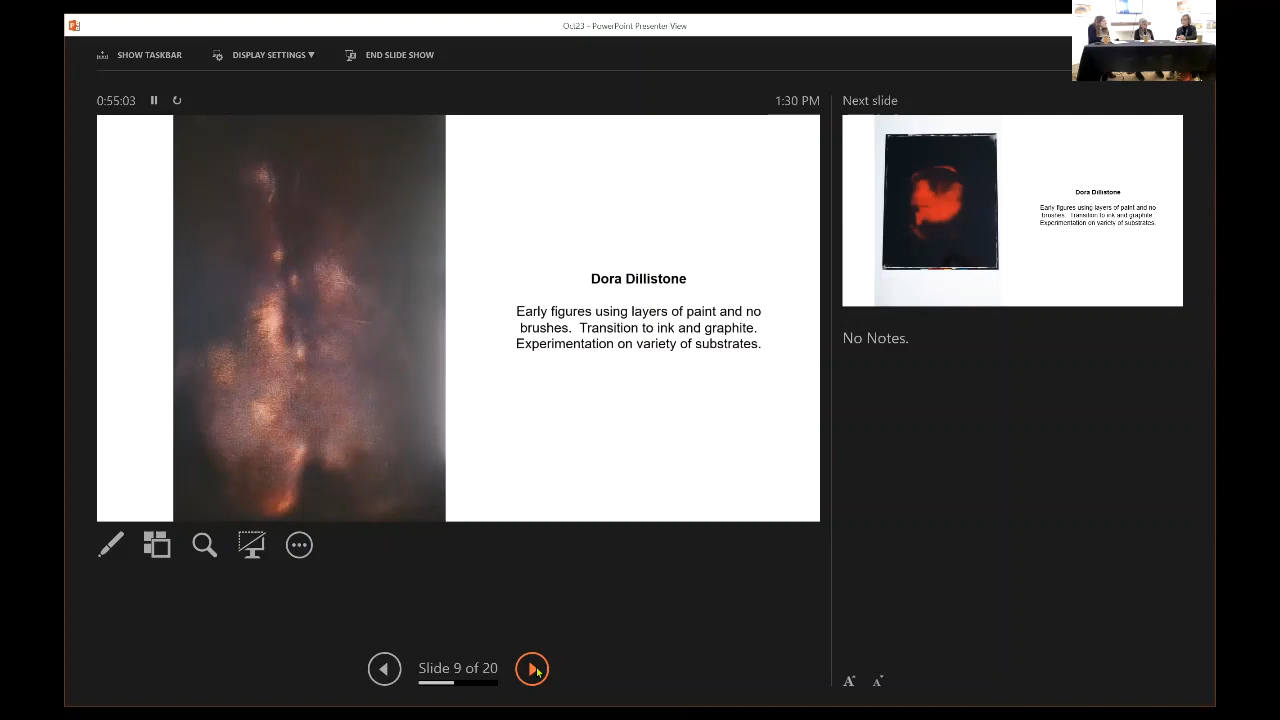 Oct23 - PowerPoint Presenter View
SHOW TASKBAR
DISPLAY SETTINGS ▼
END SLIDE SHOW
0:55:03
1:30 PM
Next slide
Dora Dillistone
Early figures using layers of paint and no
brushes. Transition to ink and graphite.
Experimentation on variety of substrates.
Dora Dillistone
Early figures using layers of paint and no
brushes. Transition to ink and graphite
Experimentation on variety of substrates.
No Notes.
Slide 9 of 20
A A